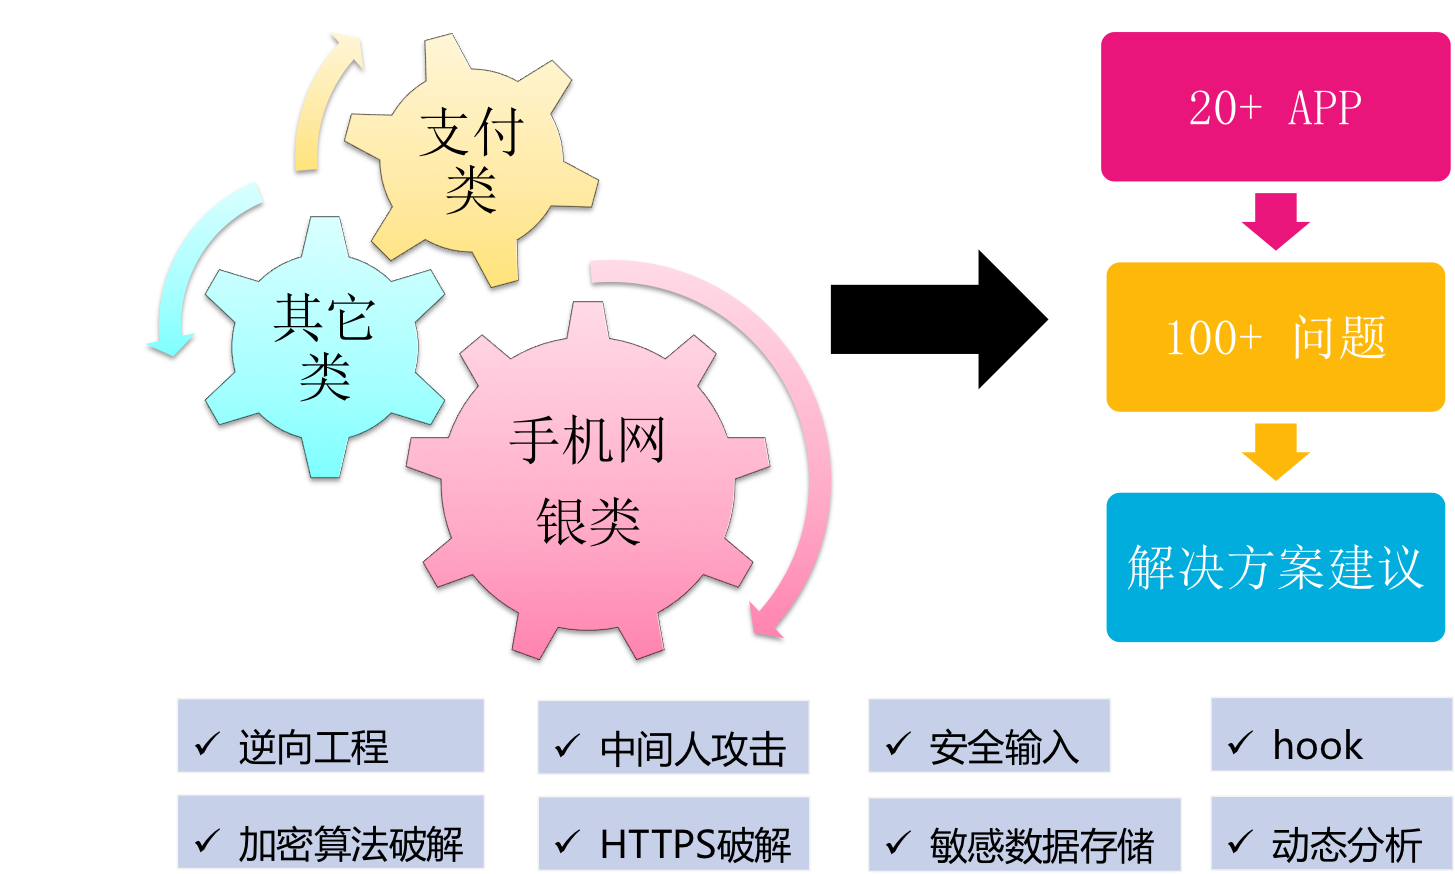 支付
类
其它
类
手机网
银类
20+ APP
100+ 问题
解决方案建议
✓ 逆向工程
✓ 中间人攻击
✓ 安全输入
✓ hook
✓ 加密算法破解
✓ HTTPS破解
✓ 敏感数据存储
✓ 动态分析